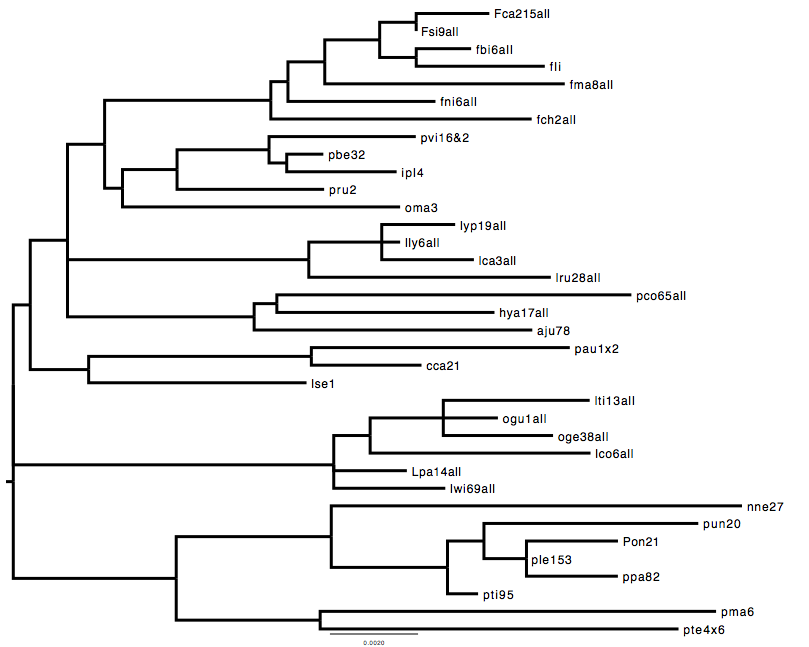 Fca215all
Fsi9all
fbi6all
fli
fma8all
fni6all
fch2all
pvi16&2
pbe32
ipl4
pru2
oma3
lyp19all
lly6all
lca3all
lru28all
pco65all
hya17all
aju78
pau1x2
cca21
lse1
lti13all
ogu1all
oge38all
lco6all
Lpa14all
lwi69all
nne27
pun20
Pon21
ple153
ppa82
pti95
pma6
pte4x6
0.0020